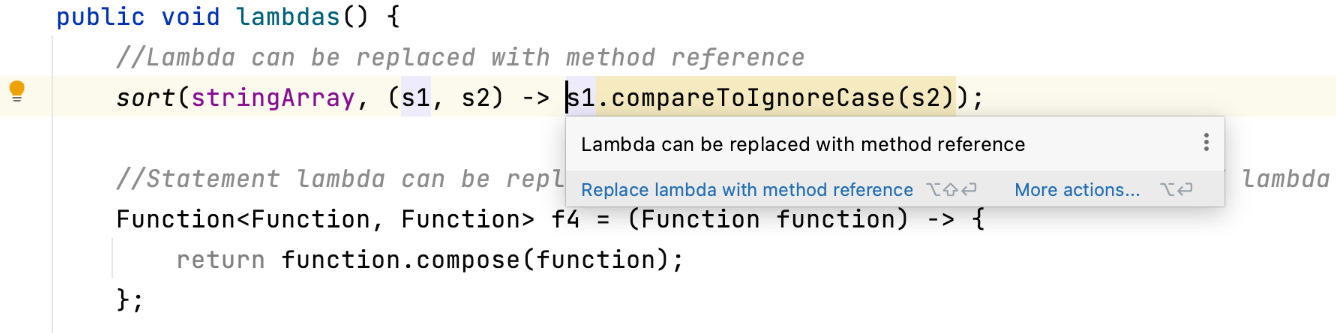 public void lambdas() {
//Lambda can be replaced with method reference
sort(stringArray, (s1, s2) -> s1.compareToIgnoreCase(s2));
Lambda can be replaced with method reference
//Statement lambda can be repl lambda
Replace lambda with method reference ⌥⇧⏎ More actions... ⌥⏎
Function<Function, Function> f4 = (Function function) -> {
return function.compose(function);
};